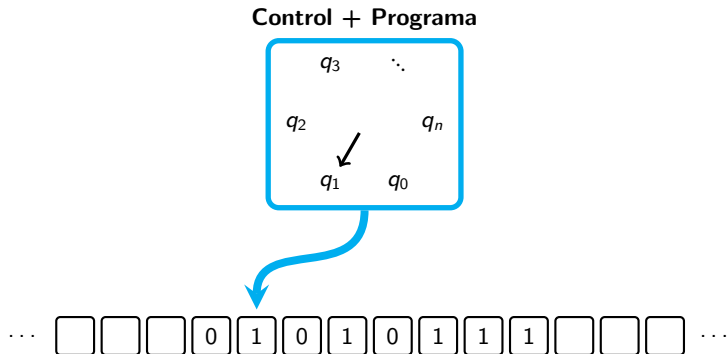 Control + Programa
q3 ⋱
q2 qn
q1 q0
··· 0 1 0 1 0 1 1 1 ···